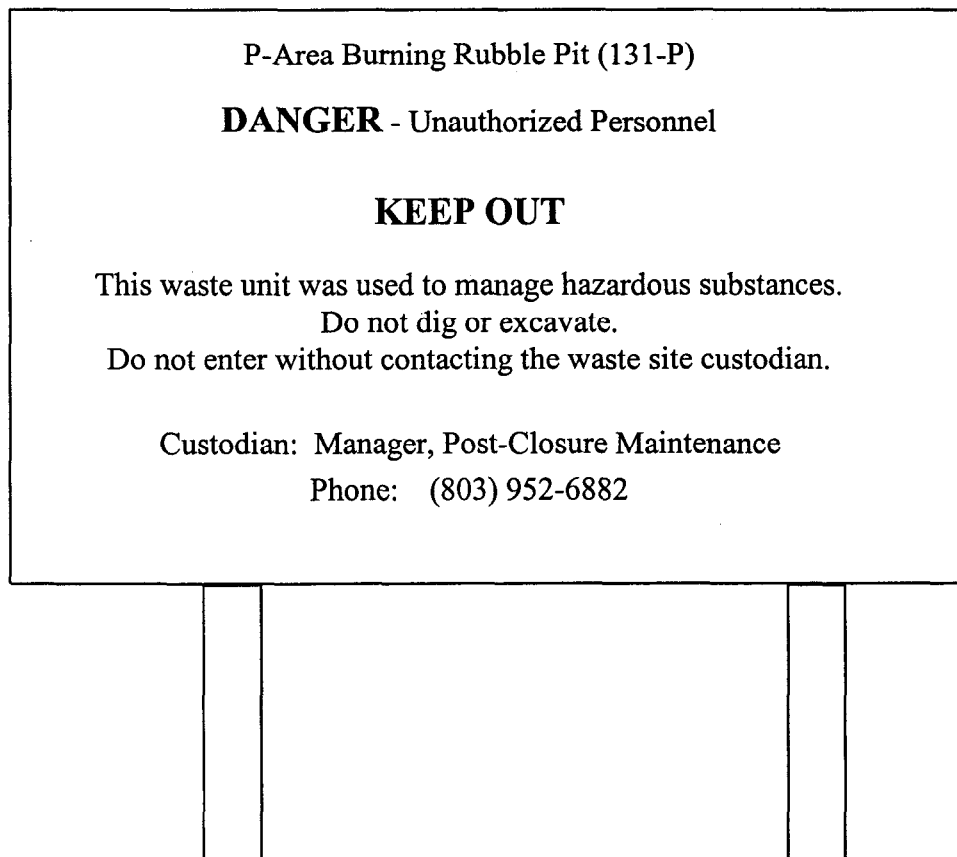 P-Area Burning Rubble Pit (131-P)
DANGER - Unauthorized Personnel
KEEP OUT
This waste unit was used to manage hazardous substances.
Do not dig or excavate.
Do not enter without contacting the waste site custodian.
Custodian: Manager, Post-Closure Maintenance
Phone: (803) 952-6882